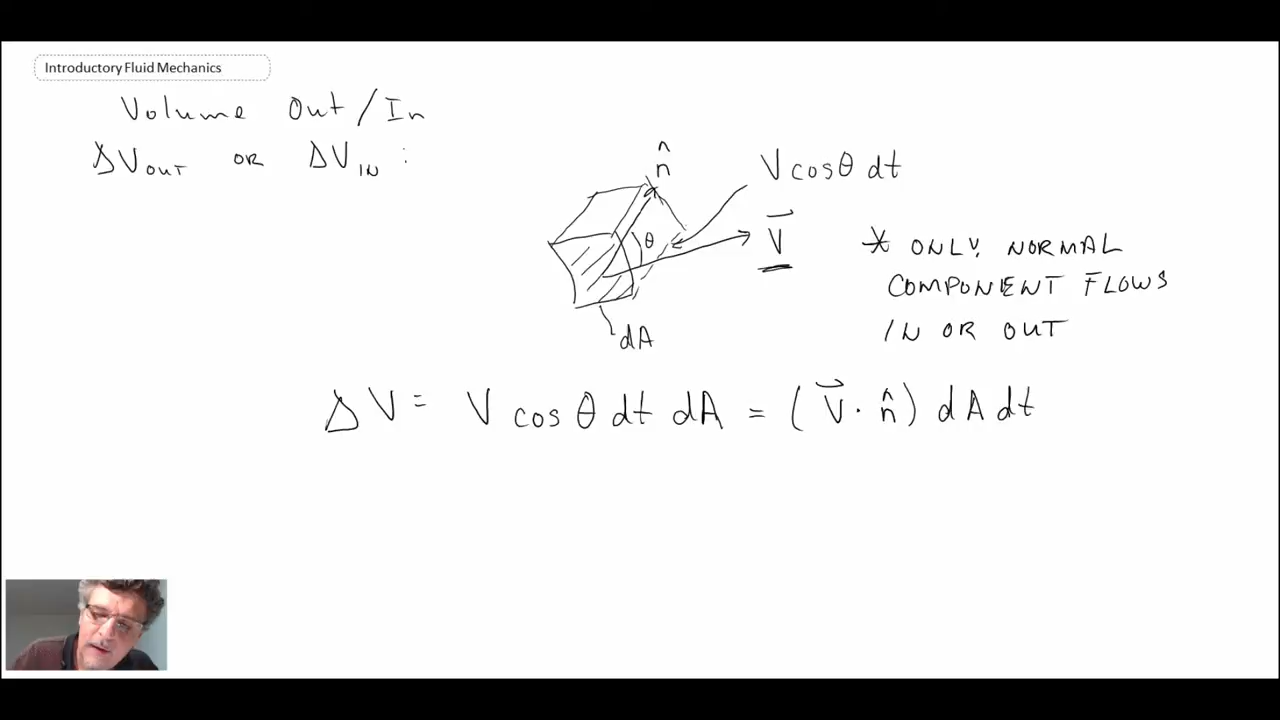 Introductory Fluid Mechanics
Volume Out/In
ΔV_OUT OR ΔV_IN :
n̂
V cosθ dt
V⃗
θ
dA
* ONLY NORMAL
COMPONENT FLOWS
IN OR OUT
ΔV = V cos θ dt dA = (V⃗ · n̂) dA dt